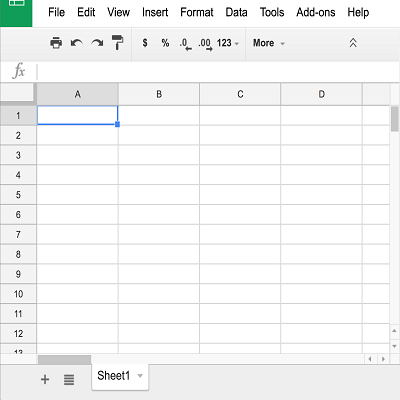 File Edit View Insert Format Data Tools Add-ons Help
$ % .0 .00 123 More
fx
A B C D
1
2
3
4
5
6
7
8
9
10
11
12
13
Sheet1